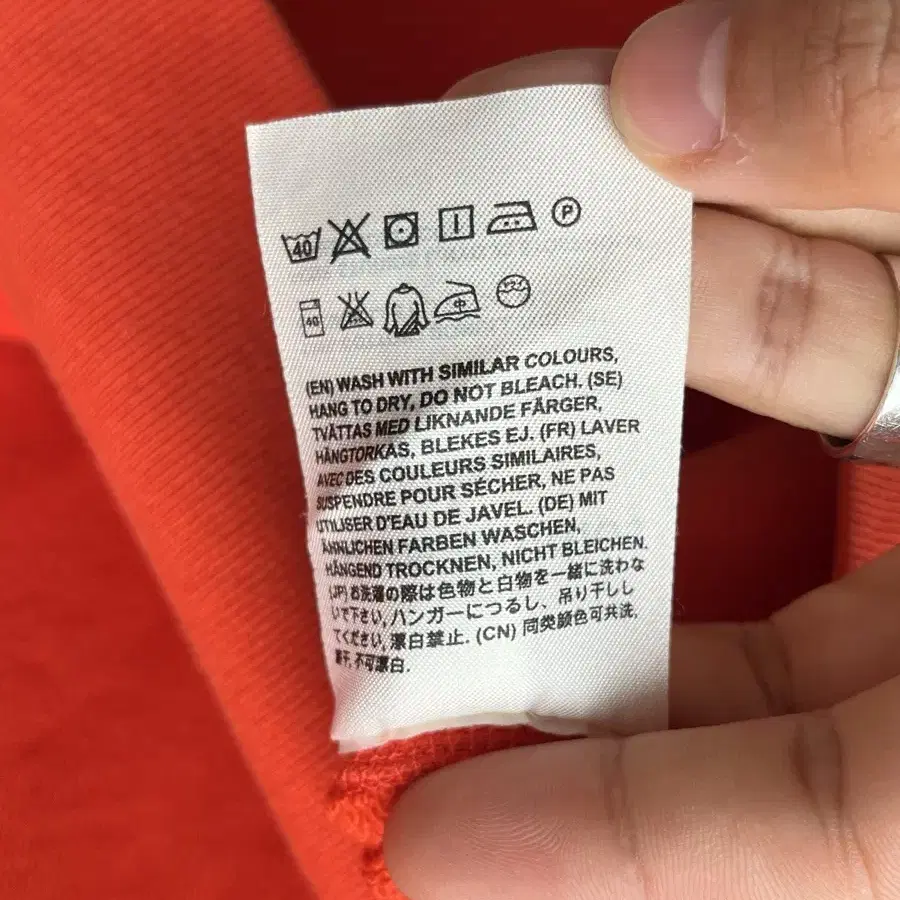 40
P
40
中
(EN) WASH WITH SIMILAR COLOURS,
HANG TO DRY, DO NOT BLEACH. (SE)
TVÄTTAS MED LIKNANDE FÄRGER,
HÄNGTORKAS, BLEKES EJ. (FR) LAVER
AVEC DES COULEURS SIMILAIRES,
SUSPENDRE POUR SÉCHER, NE PAS
UTILISER D'EAU DE JAVEL. (DE) MIT
ÄHNLICHEN FARBEN WASCHEN,
HÄNGEND TROCKNEN, NICHT BLEICHEN.
(JP) お洗濯の際は色物と白物を一緒に洗わな
いで下さい, ハンガーにつるし、吊り干しし
てください, 漂白禁止. (CN) 同类颜色可共洗,
干, 不可漂白.